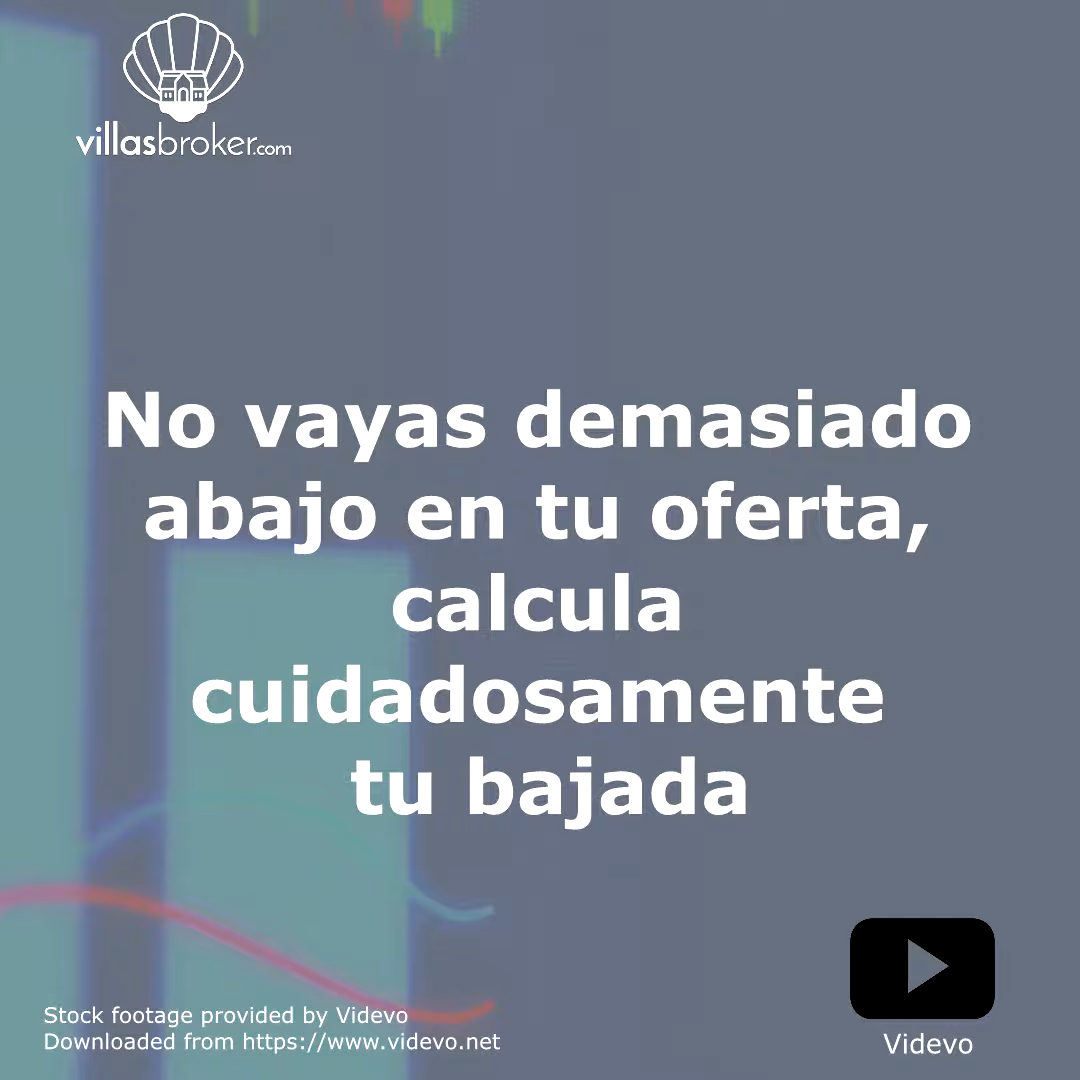 villasbroker.com
No vayas demasiado
abajo en tu oferta,
calcula
cuidadosamente
tu bajada
Stock footage provided by Videvo
Downloaded from https://www.videvo.net
Videvo